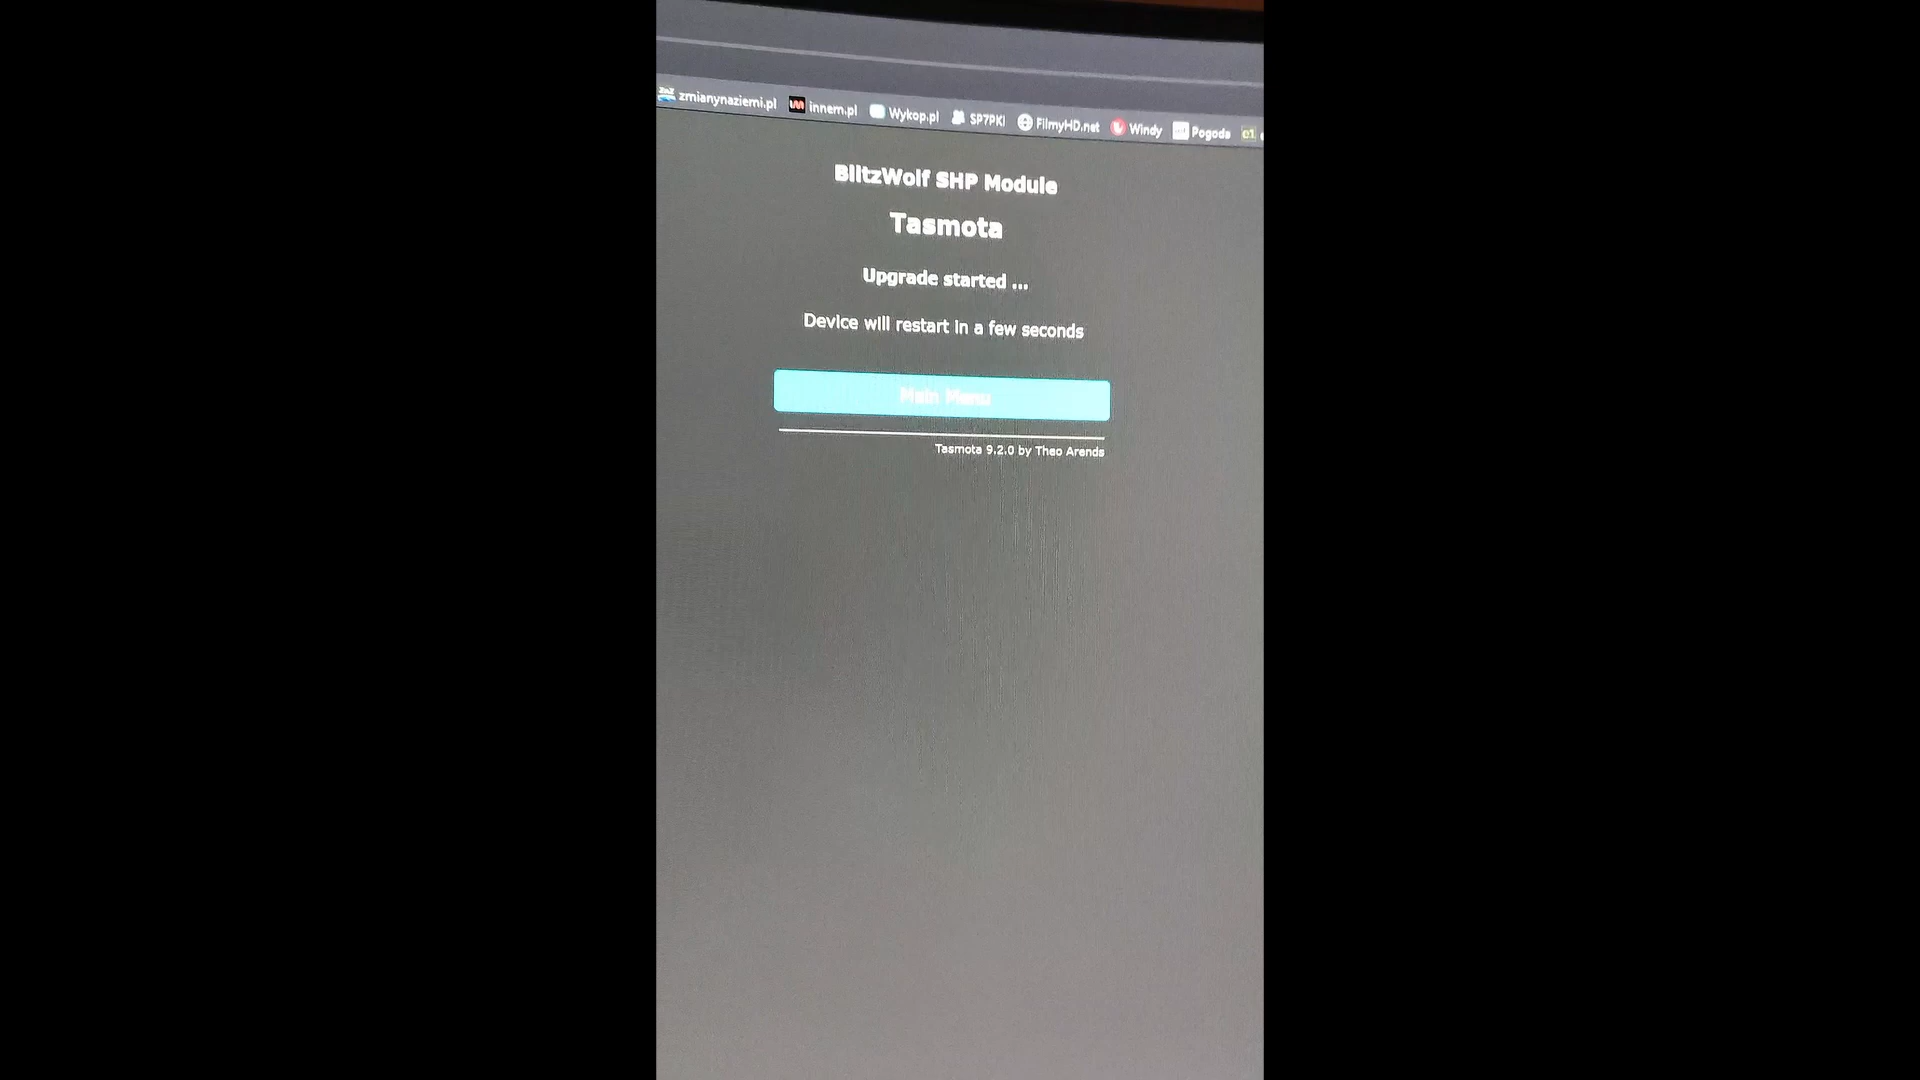 zmianynaziemi.pl innem.pl Wykop.pl SP7PKI FilmyHD.net Windy Pogoda
BlitzWolf SHP Module
Tasmota
Upgrade started ...
Device will restart in a few seconds
Main Menu
Tasmota 9.2.0 by Theo Arends